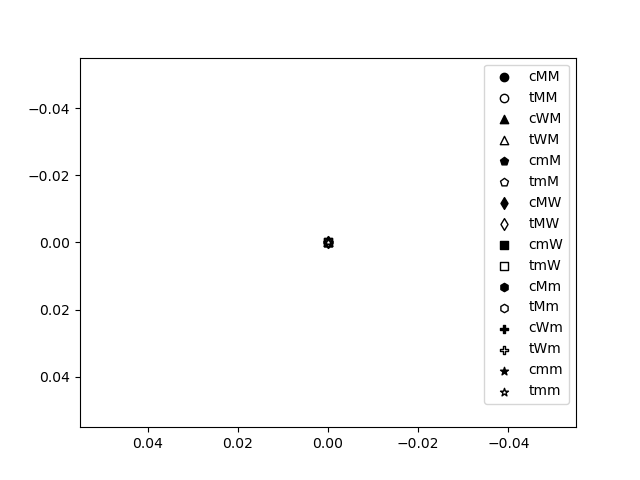 −0.04
−0.02
0.00
0.02
0.04
0.04
0.02
0.00
−0.02
−0.04
cMM
tMM
cWM
tWM
cmM
tmM
cMW
tMW
cmW
tmW
cMm
tMm
cWm
tWm
cmm
tmm